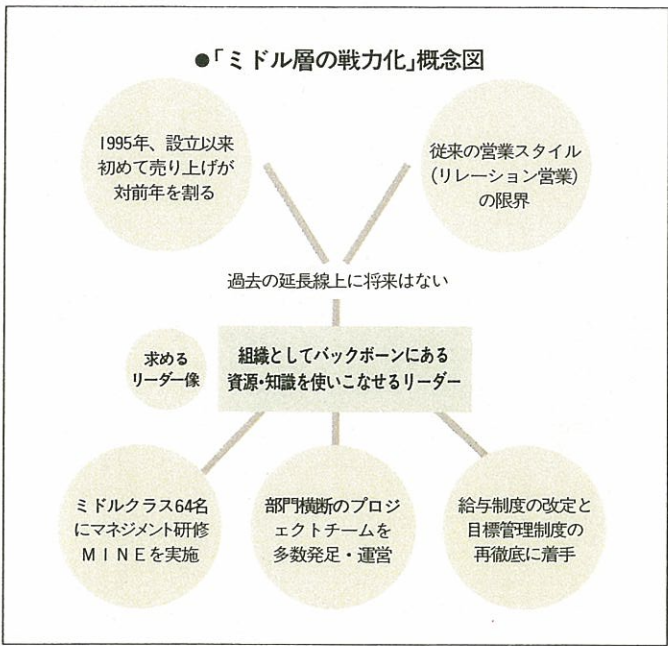 ●「ミドル層の戦力化」概念図
1995年、設立以来
初めて売り上げが
対前年を割る
従来の営業スタイル
(リレーション営業)
の限界
過去の延長線上に将来はない
求める
リーダー像
組織としてバックボーンにある
資源・知識を使いこなせるリーダー
ミドルクラス64名
にマネジメント研修
MINEを実施
部門横断のプロジ
ェクトチームを
多数発足・運営
給与制度の改定と
目標管理制度の
再徹底に着手